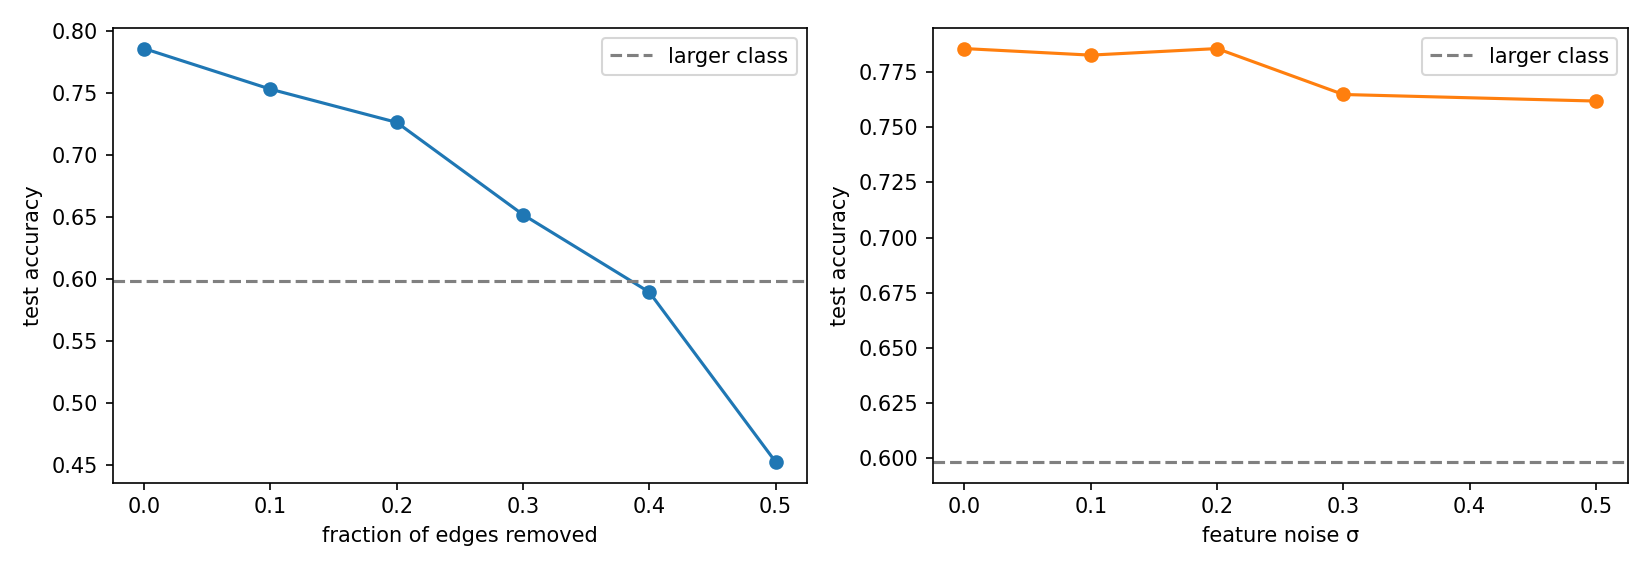 0.80
0.75
0.70
0.65
0.60
0.55
0.50
0.45
test accuracy
0.0 0.1 0.2 0.3 0.4 0.5
fraction of edges removed
larger class
0.775
0.750
0.725
0.700
0.675
0.650
0.625
0.600
test accuracy
0.0 0.1 0.2 0.3 0.4 0.5
feature noise σ
larger class